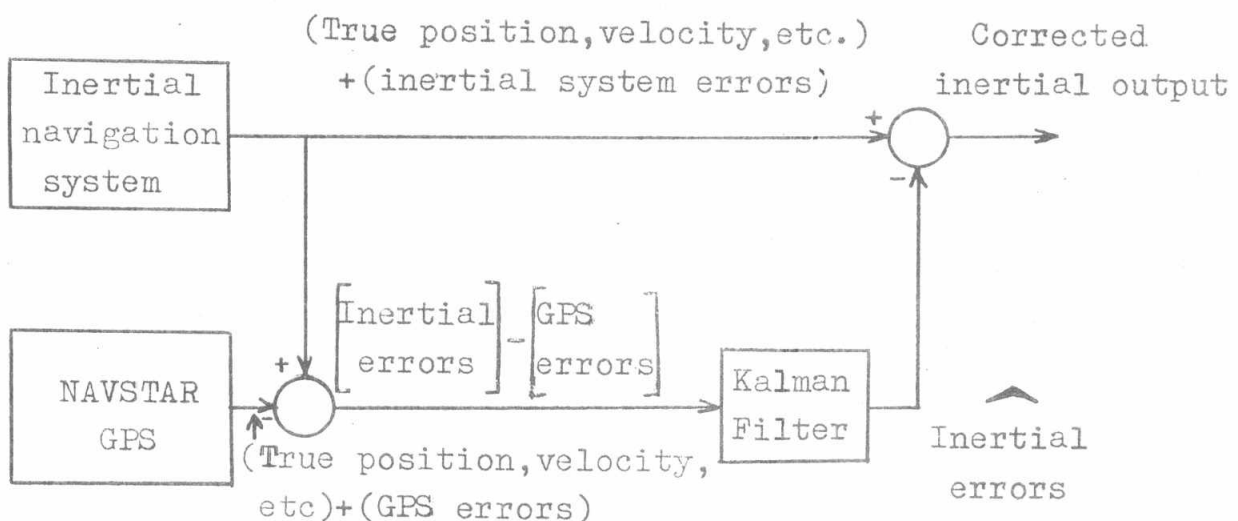 (True position,velocity,etc.)
+(inertial system errors)
Corrected
inertial output
Inertial
navigation
system
+
-
Inertial
errors
-
GPS
errors
+
-
NAVSTAR
GPS
Kalman
Filter
Inertial
errors
(True position,velocity,
etc)+(GPS errors)